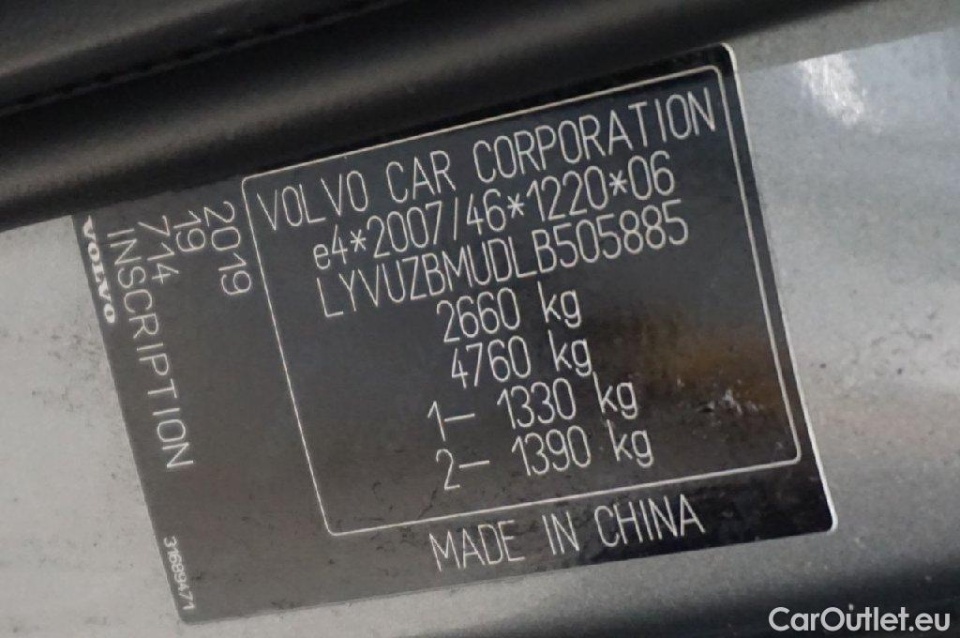 VOLVO CAR CORPORATION
e4*2007/46*1220*06
LYVUZBMUDLB505885
2660 kg
4760 kg
1– 1330 kg
2– 1390 kg
MADE IN CHINA
2019
19
714
INSCRIPTION
VOLVO
31689471
CarOutlet.eu